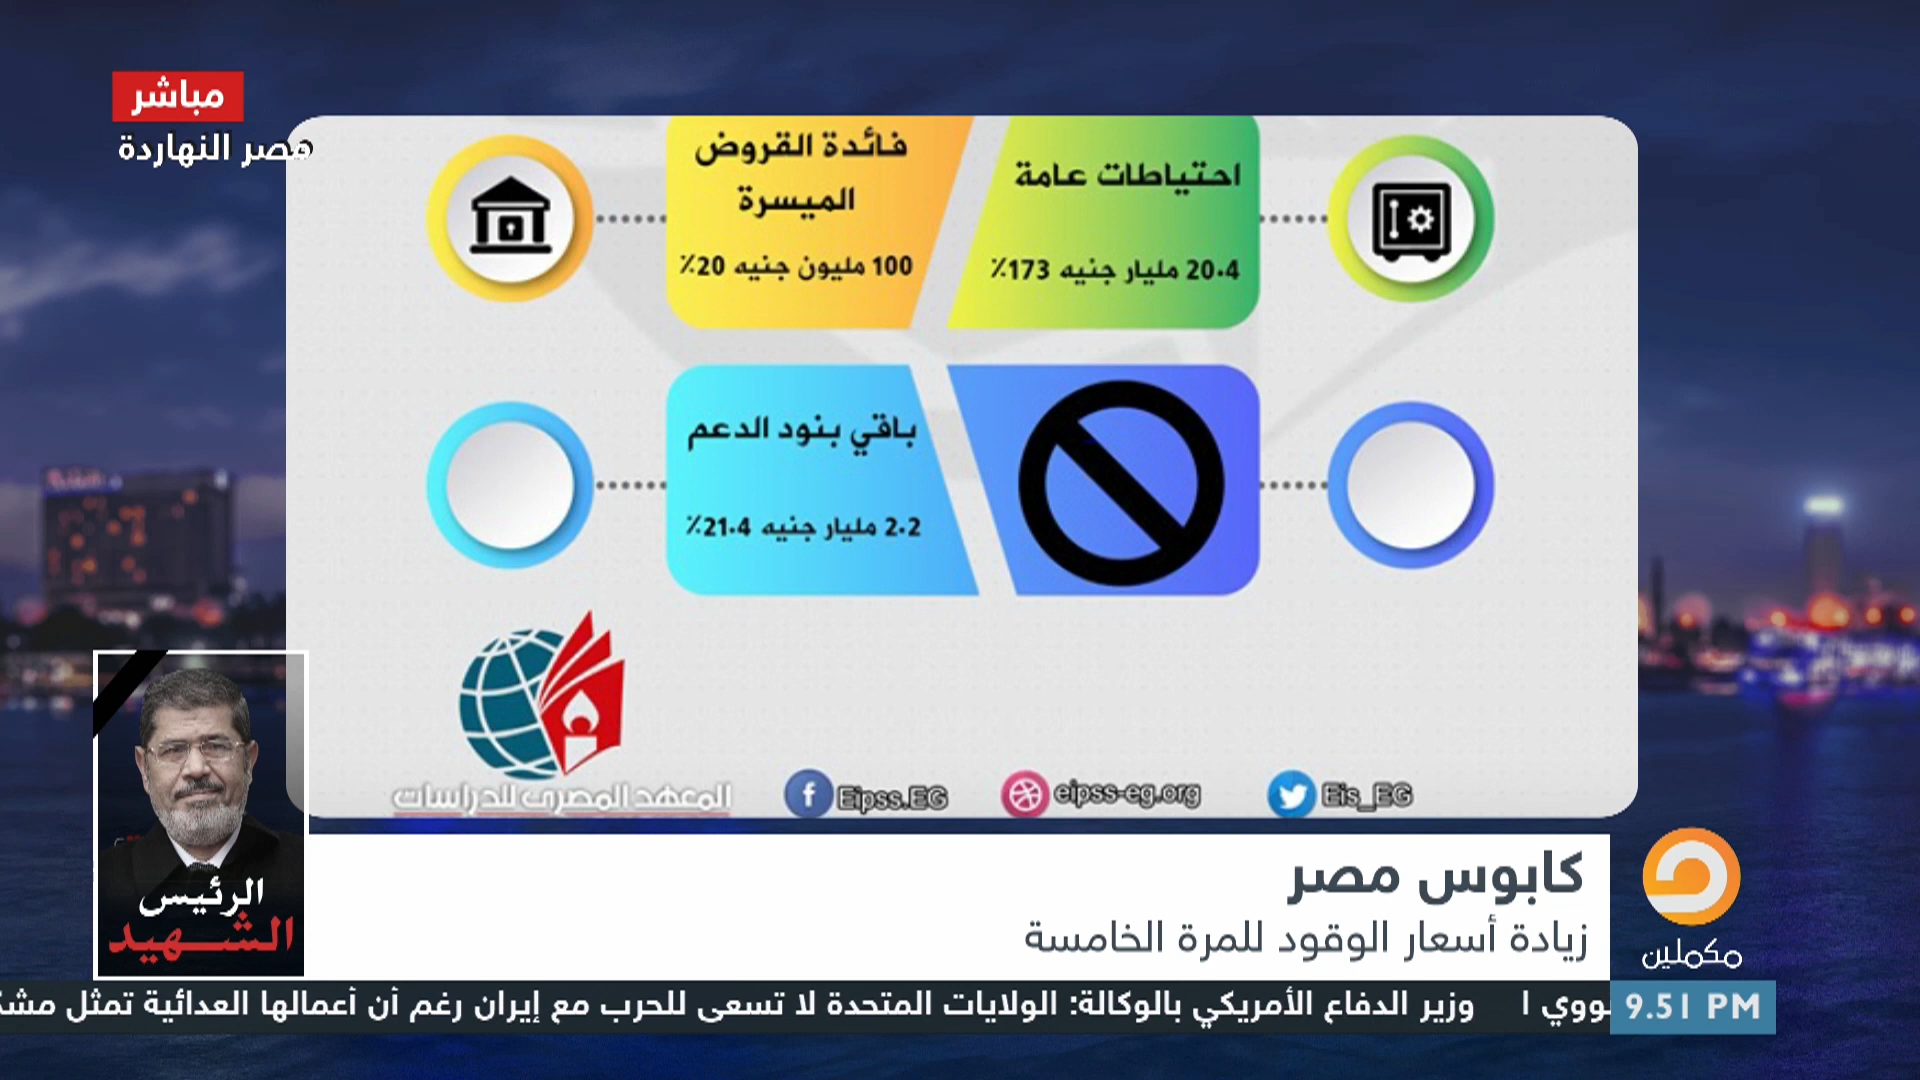 مباشر
مصر النهاردة
احتياطات عامة
20.4 مليار جنيه 173٪
فائدة القروض
الميسرة
100 مليون جنيه 20٪
باقي بنود الدعم
2.2 مليار جنيه 21.4٪
المعهد المصري للدراسات
Eipss.EG
eipss-eg.org
Eis_EG
الرئيس
الشهيد
كابوس مصر
زيادة أسعار الوقود للمرة الخامسة
مكملين
9.51 PM
وزير الدفاع الأمريكي بالوكالة: الولايات المتحدة لا تسعى للحرب مع إيران رغم أن أعمالها العدائية تمثل